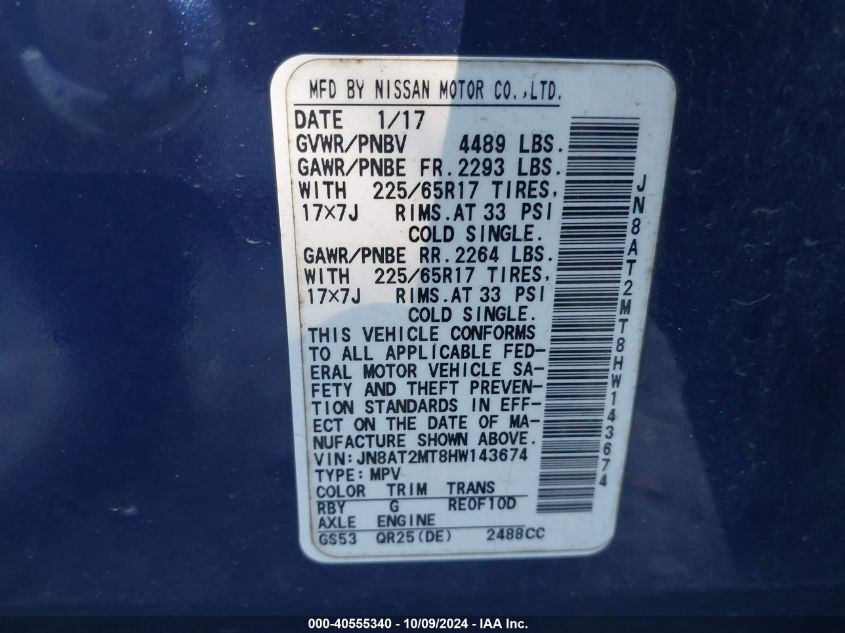 MFD BY NISSAN MOTOR CO.,LTD.
DATE 1/17
GVWR/PNBV 4489 LBS.
GAWR/PNBE FR.2293 LBS.
WITH 225/65R17 TIRES,
17×7J RIMS.AT 33 PSI
COLD SINGLE.
GAWR/PNBE RR.2264 LBS.
WITH 225/65R17 TIRES,
17×7J RIMS.AT 33 PSI
COLD SINGLE.
THIS VEHICLE CONFORMS
TO ALL APPLICABLE FED-
ERAL MOTOR VEHICLE SA-
FETY AND THEFT PREVEN-
TION STANDARDS IN EFF-
ECT ON THE DATE OF MA-
NUFACTURE SHOWN ABOVE.
VIN:JN8AT2MT8HW143674
TYPE:MPV
COLOR TRIM TRANS
RBY G RE0F10D
AXLE ENGINE
GS53 QR25(DE) 2488CC
JN8AT2MT8HW143674
000-40555340 - 10/09/2024 - IAA Inc.